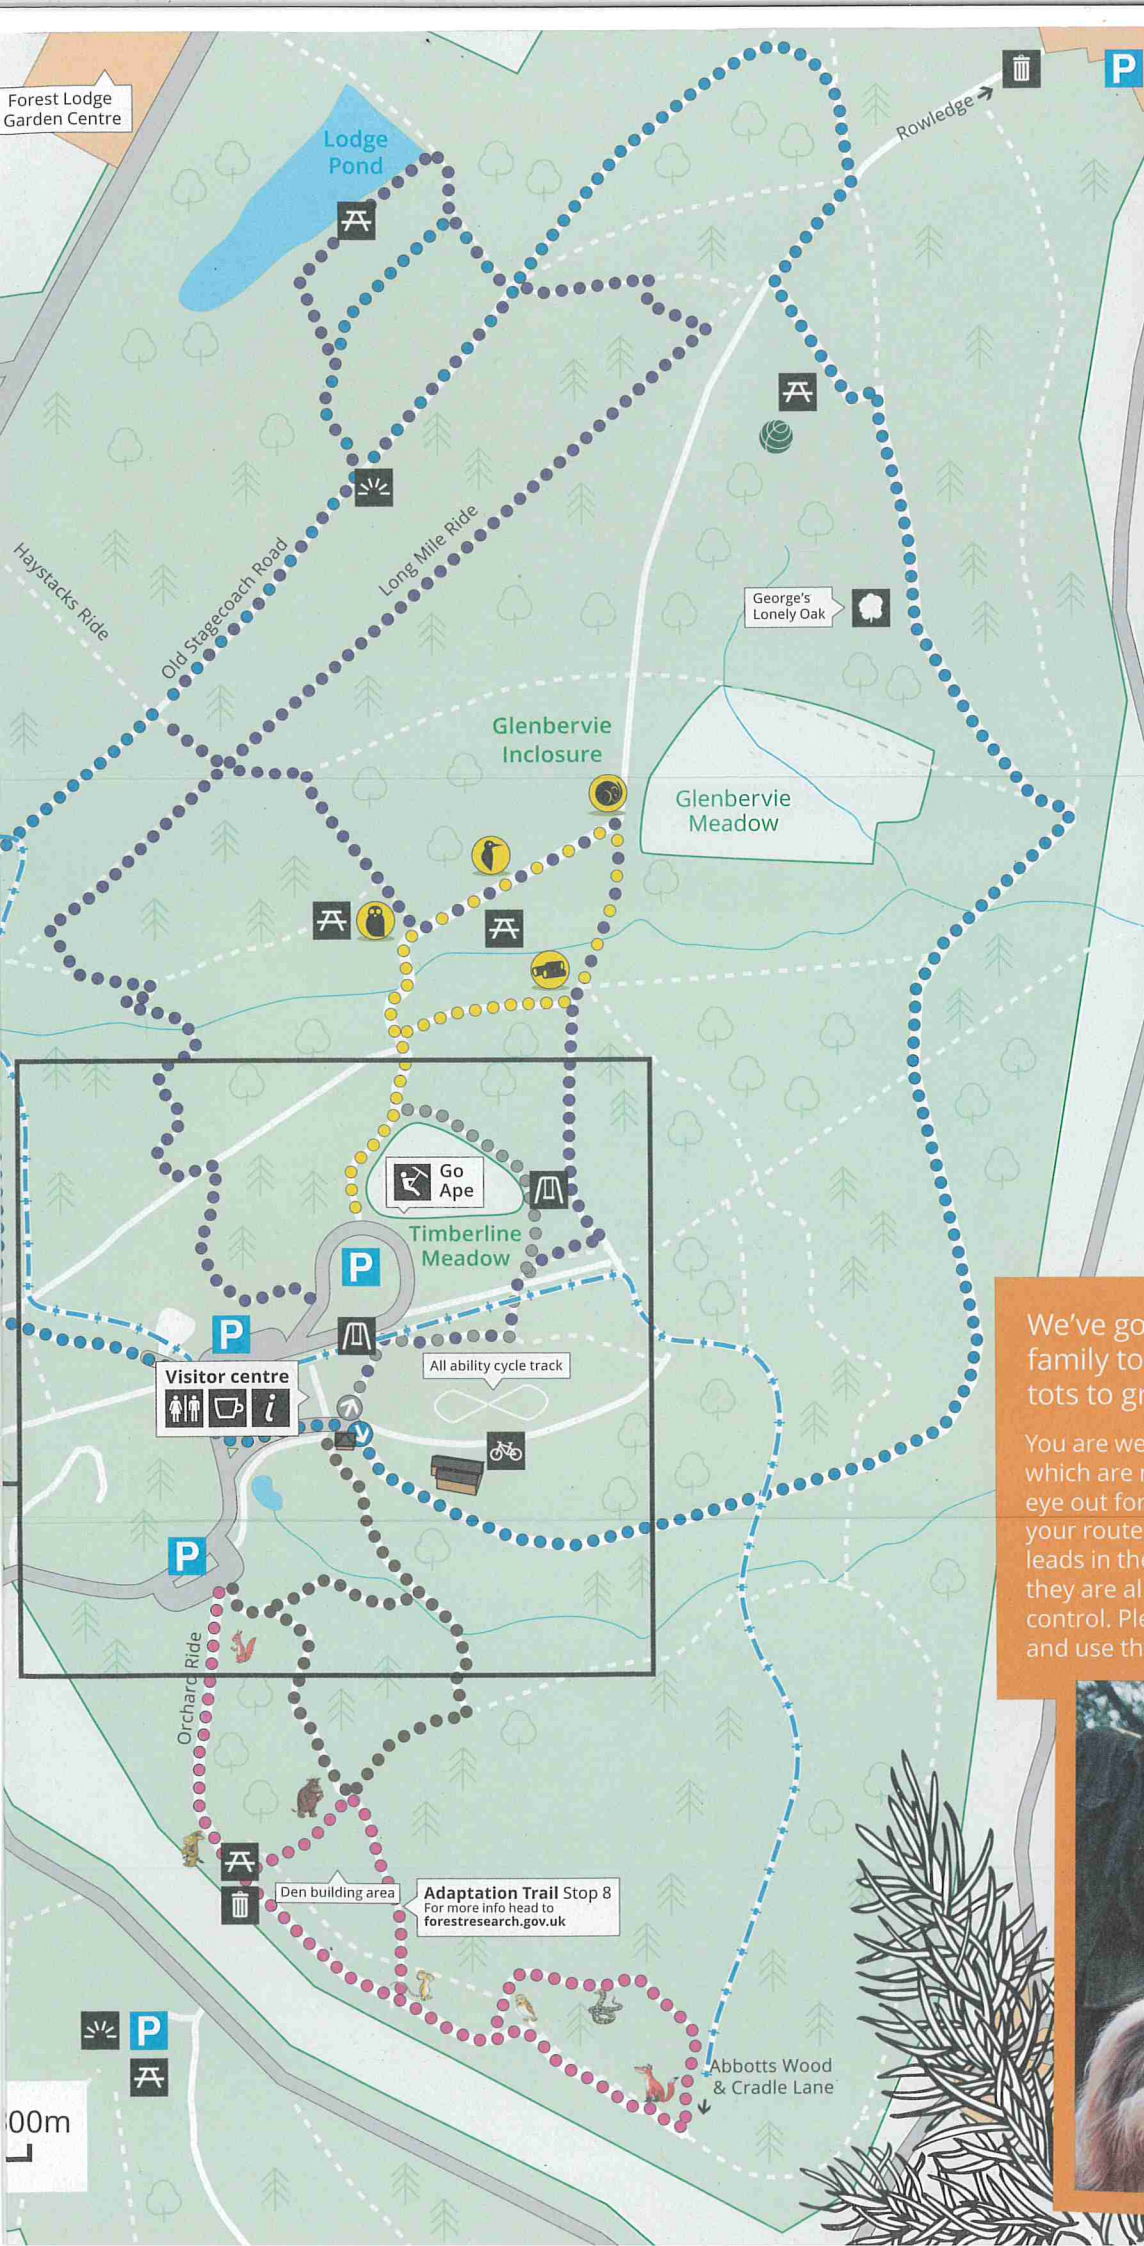 Forest Lodge
Garden Centre
Lodge
Pond
Rowledge
P
Haystacks Ride
Old Stagecoach Road
Long Mile Ride
George's
Lonely Oak
Glenbervie
Inclosure
Glenbervie
Meadow
Go
Ape
Timberline
Meadow
P
P
Visitor centre
i
All ability cycle track
P
Orchard Ride
Den building area
Adaptation Trail Stop 8
For more info head to
forestresearch.gov.uk
Abbotts Wood
& Cradle Lane
P
00m
We've go
family to
tots to gr
You are we
which are
eye out for
your route
leads in the
they are al
control. Ple
and use th